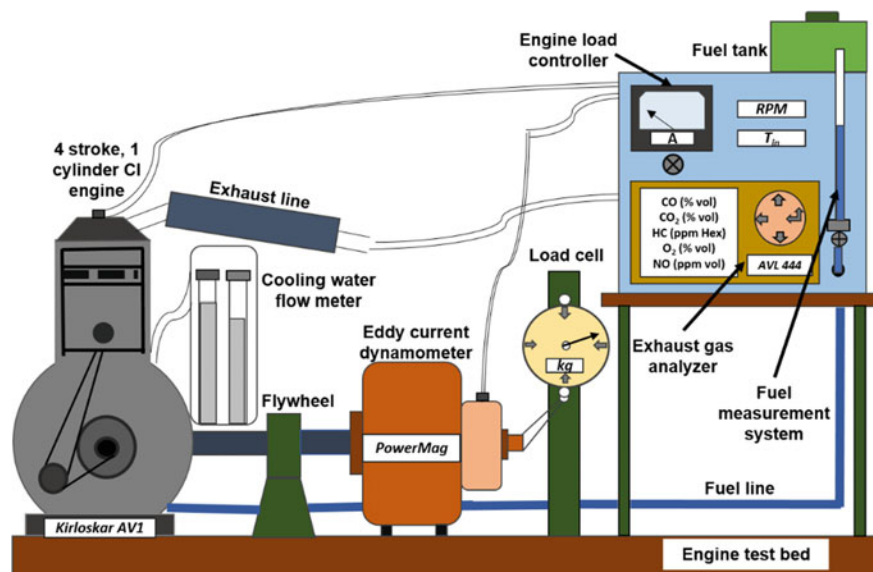 Engine load
controller
Fuel tank
RPM
T_in
A
4 stroke, 1
cylinder CI
engine
Exhaust line
CO (% vol)
CO₂ (% vol)
HC (ppm Hex)
O₂ (% vol)
NO (ppm vol)
AVL 444
Cooling water
flow meter
Load cell
Eddy current
dynamometer
kg
Exhaust gas
analyzer
Fuel
measurement
system
Flywheel
PowerMag
Fuel line
Kirloskar AV1
Engine test bed